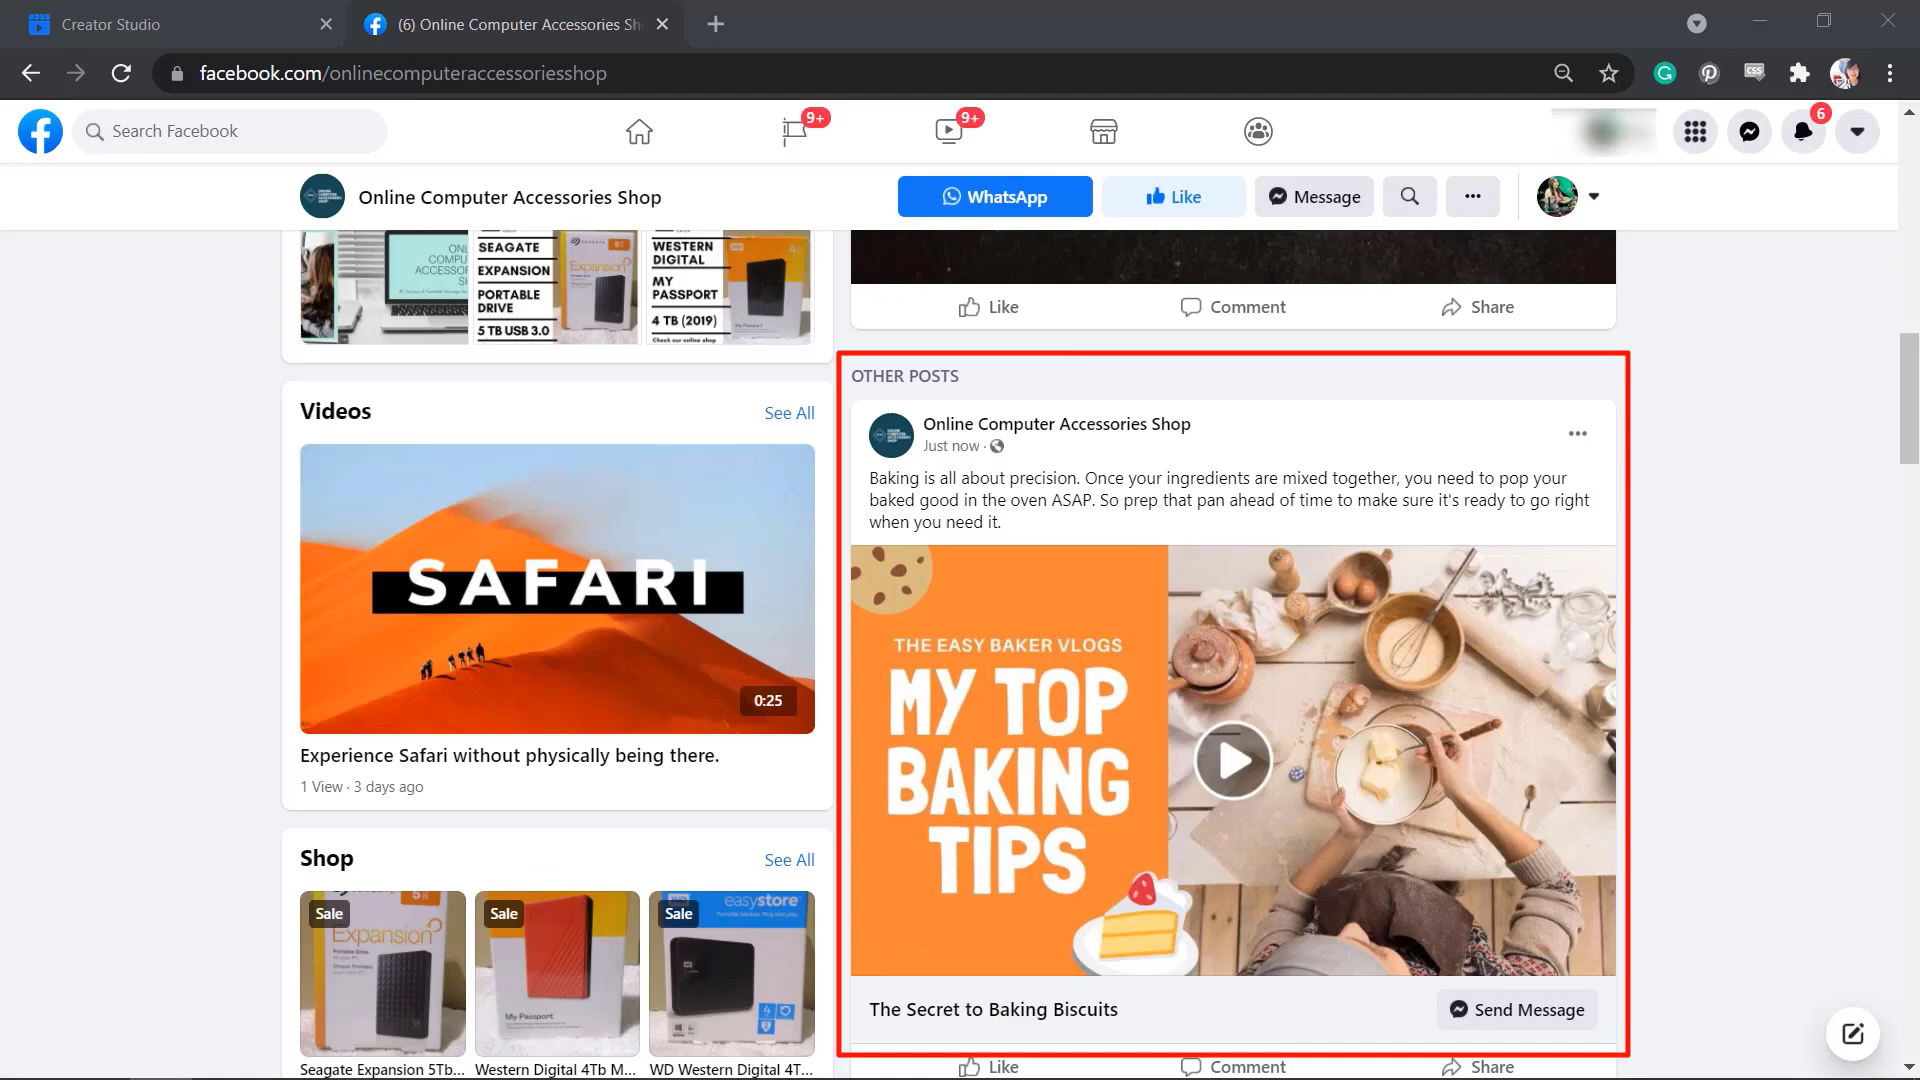 Creator Studio
(6) Online Computer Accessories Sh
facebook.com/onlinecomputeraccessoriesshop
CSS
Search Facebook
9+
9+
6
Online Computer Accessories Shop
WhatsApp
Like
Message
SEAGATE
EXPANSION
PORTABLE
DRIVE
5 TB USB 3.0
Expansion
WESTERN
DIGITAL
MY
PASSPORT
4 TB (2019)
Check our online shop
My Passport
Like
Comment
Share
Videos
See All
SAFARI
0:25
Experience Safari without physically being there.
1 View · 3 days ago
Shop
See All
Sale
Expansion
Sale
My Passport
Sale
easystore
Seagate Expansion 5Tb...
Western Digital 4Tb M...
WD Western Digital 4T...
OTHER POSTS
Online Computer Accessories Shop
Just now ·
Baking is all about precision. Once your ingredients are mixed together, you need to pop your
baked good in the oven ASAP. So prep that pan ahead of time to make sure it's ready to go right
when you need it.
THE EASY BAKER VLOGS
MY TOP
BAKING
TIPS
The Secret to Baking Biscuits
Send Message
Like
Comment
Share